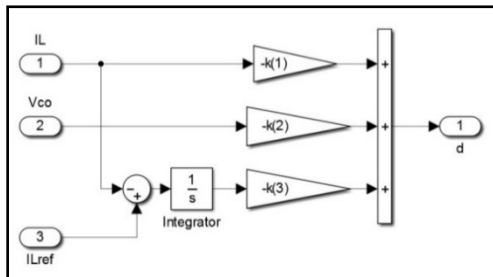 IL
1
-k(1)
+
Vco
2
-k(2)
+
1
d
1
s
-k(3)
+
-
+
Integrator
3
ILref